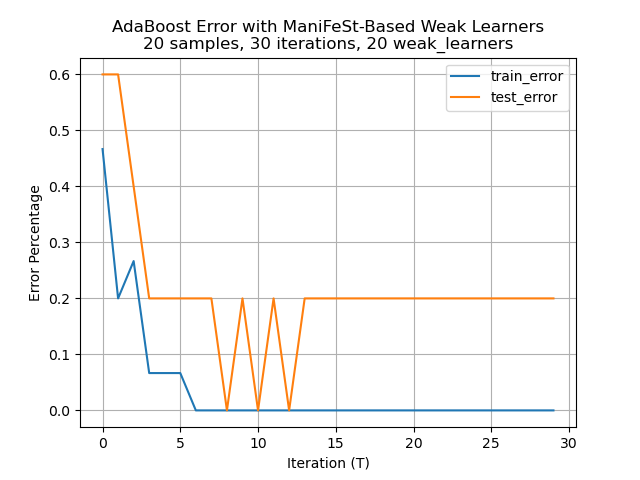 AdaBoost Error with ManiFeSt-Based Weak Learners
20 samples, 30 iterations, 20 weak_learners
train_error
test_error
0.6
0.5
0.4
0.3
0.2
0.1
0.0
Error Percentage
0 5 10 15 20 25 30
Iteration (T)